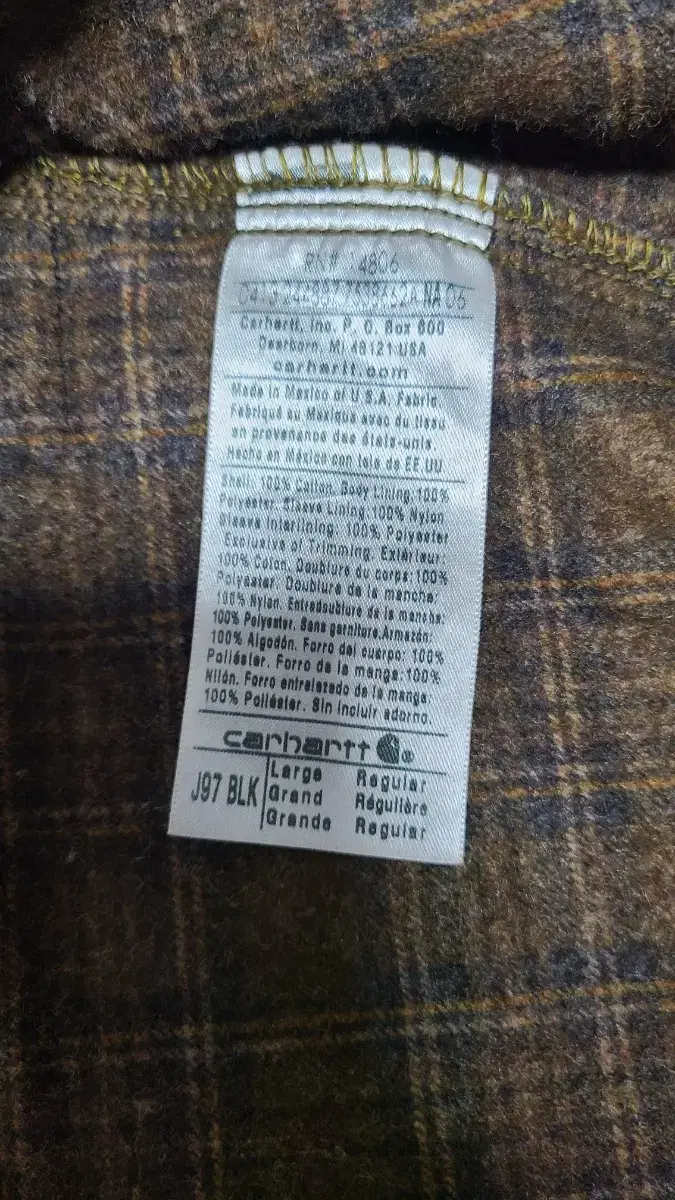 RN# 14806
NA 06
Carhartt, Inc. P. O. Box 600
Dearborn, MI 48121 USA
carhartt.com
Made in Mexico of U S A. Fabric.
Fabriqué au Mexique avec du tissu
en provenance des états-unis.
Hecho en México con tela de EE UU
Shell: 100% Cotton. Body Lining: 100%
Polyester. Sleeve Lining: 100% Nylon
Sleeve Interlining: 100% Polyester
Exclusive of Trimming. Extérieur:
100% Coton. Doublure du corps: 100%
Polyester. Doublure de la manche:
100% Nylon. Entredoublure de la manche:
100% Polyester. Sans garniture. Armazón:
100% Algodón. Forro del cuerpo: 100%
Poliéster. Forro de la manga: 100%
Nilón. Forro entrelazado de la manga
100% Poliéster. Sin incluir adorno.
carhartt ®
J97 BLK
Large Regular
Grand Régulière
Grande Regular